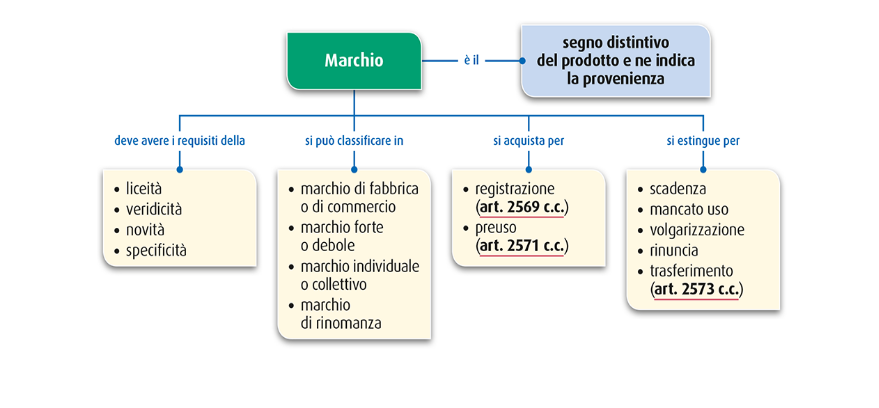 Marchio
è il
segno distintivo
del prodotto e ne indica
la provenienza
deve avere i requisiti della
• liceità
• veridicità
• novità
• specificità
si può classificare in
• marchio di fabbrica
o di commercio
• marchio forte
o debole
• marchio individuale
o collettivo
• marchio
di rinomanza
si acquista per
• registrazione
(art. 2569 c.c.)
• preuso
(art. 2571 c.c.)
si estingue per
• scadenza
• mancato uso
• volgarizzazione
• rinuncia
• trasferimento
(art. 2573 c.c.)